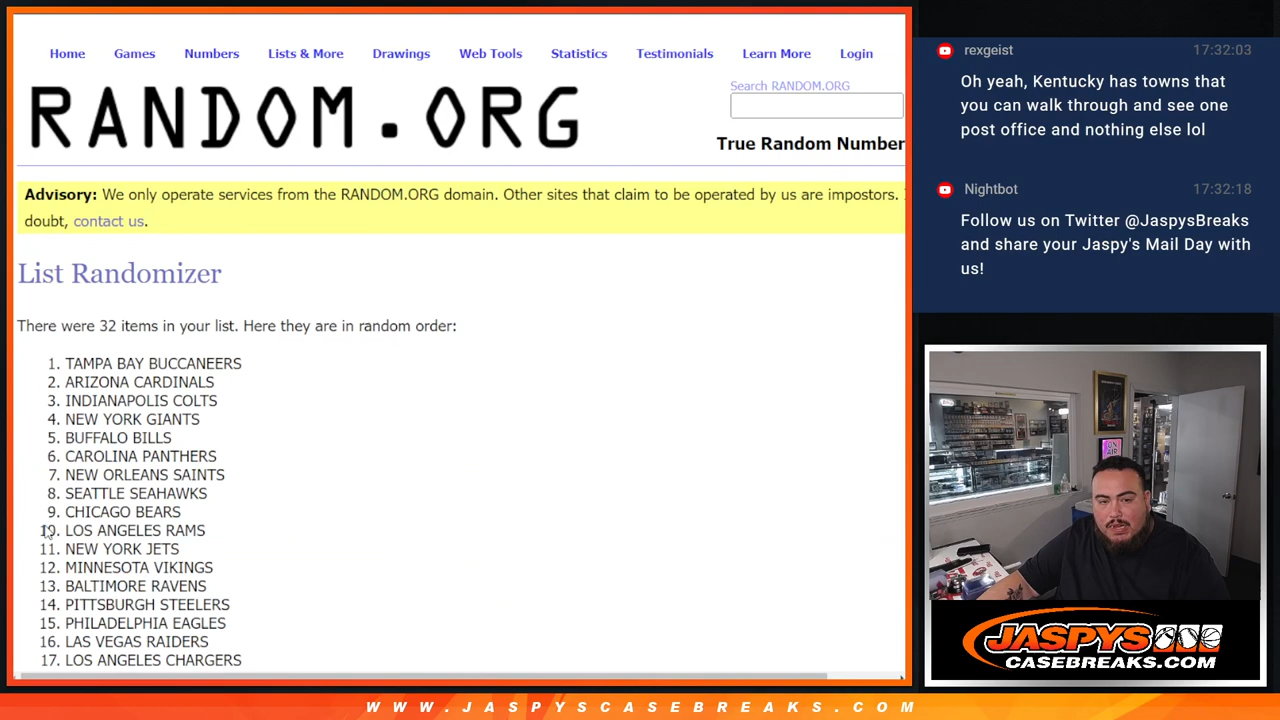 Home Games Numbers Lists & More Drawings Web Tools Statistics Testimonials Learn More Login
RANDOM.ORG
Search RANDOM.ORG
True Random Number
Advisory: We only operate services from the RANDOM.ORG domain. Other sites that claim to be operated by us are impostors.
doubt, contact us.
List Randomizer
There were 32 items in your list. Here they are in random order:
1. TAMPA BAY BUCCANEERS
2. ARIZONA CARDINALS
3. INDIANAPOLIS COLTS
4. NEW YORK GIANTS
5. BUFFALO BILLS
6. CAROLINA PANTHERS
7. NEW ORLEANS SAINTS
8. SEATTLE SEAHAWKS
9. CHICAGO BEARS
10. LOS ANGELES RAMS
11. NEW YORK JETS
12. MINNESOTA VIKINGS
13. BALTIMORE RAVENS
14. PITTSBURGH STEELERS
15. PHILADELPHIA EAGLES
16. LAS VEGAS RAIDERS
17. LOS ANGELES CHARGERS
rexgeist 17:32:03
Oh yeah, Kentucky has towns that
you can walk through and see one
post office and nothing else lol
Nightbot 17:32:18
Follow us on Twitter @JaspysBreaks
and share your Jaspy's Mail Day with
us!
ON
AIR
JASPYS
CASEBREAKS.COM
WWW.JASPYSCASEBREAKS.COM